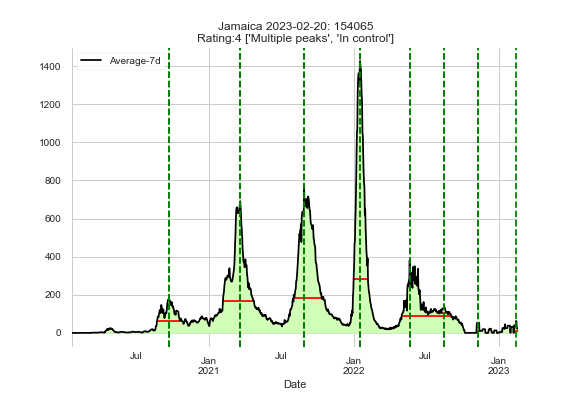 Jamaica 2023-02-20: 154065
Rating:4 ['Multiple peaks', 'In control']
Average-7d
1400
1200
1000
800
600
400
200
0
Jul
Jan
2021
Jul
Jan
2022
Jul
Jan
2023
Date